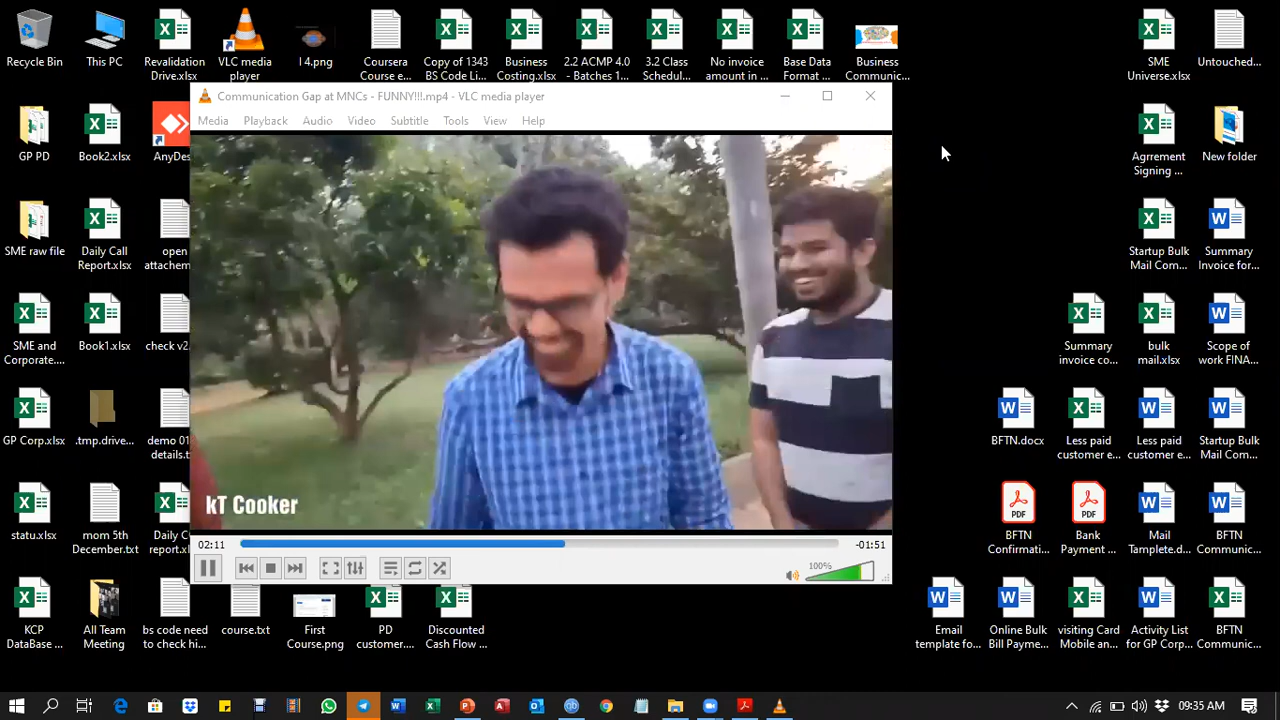 Recycle Bin
This PC
Revalidation
Drive.xlsx
VLC media
player
I 4.png
Coursera
Course e...
Copy of 1343
BS Code Li...
Business
Costing.xlsx
2.2 ACMP 4.0
- Batches 1...
3.2 Class
Schedul...
No invoice
amount in ...
Base Data
Format ...
Business
Communic...
SME
Universe.xlsx
Untouched...
Communication Gap at MNCs - FUNNY!!!.mp4 - VLC media player
Media
Playback
Audio
Video
Subtitle
Tools
View
Help
GP PD
Book2.xlsx
AnyDes
Agrrement
Signing ...
New folder
SME raw file
Daily Call
Report.xlsx
open
attachem
Startup Bulk
Mail Com...
Summary
Invoice for...
SME and
Corporate....
Book1.xlsx
check v2.
Summary
invoice co...
bulk
mail.xlsx
Scope of
work FINA...
GP Corp.xlsx
.tmp.drive...
demo 01
details.t
BFTN.docx
Less paid
customer e...
Less paid
customer e...
Startup Bulk
Mail Com...
kT Cooker
statu.xlsx
mom 5th
December.txt
Daily C
report.xl
BFTN
Confirmati...
Bank
Payment ...
Mail
Tamplete.d...
BFTN
Communic...
02:11
-01:51
100%
KCP
DataBase ...
All Team
Meeting
bs code need
to check hi...
course.txt
First
Course.png
PD
customer....
Discounted
Cash Flow ...
Email
template fo...
Online Bulk
Bill Payme...
visiting Card
Mobile an...
Activity List
for GP Corp...
BFTN
Communic...
09:35 AM